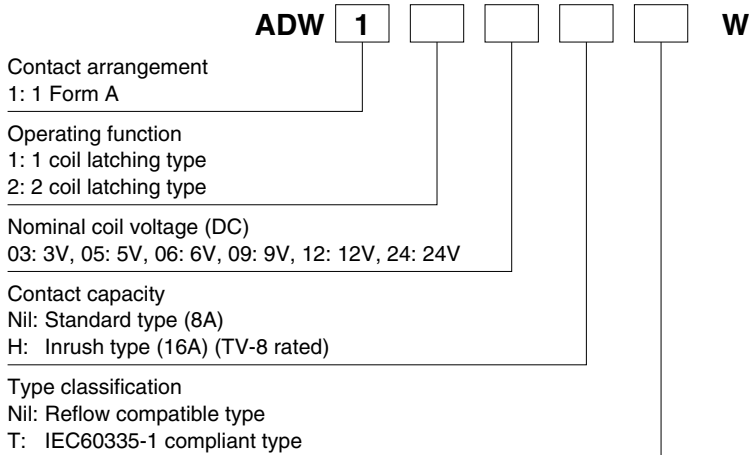 ADW 1 W
Contact arrangement
1: 1 Form A
Operating function
1: 1 coil latching type
2: 2 coil latching type
Nominal coil voltage (DC)
03: 3V, 05: 5V, 06: 6V, 09: 9V, 12: 12V, 24: 24V
Contact capacity
Nil: Standard type (8A)
H: Inrush type (16A) (TV-8 rated)
Type classification
Nil: Reflow compatible type
T: IEC60335-1 compliant type